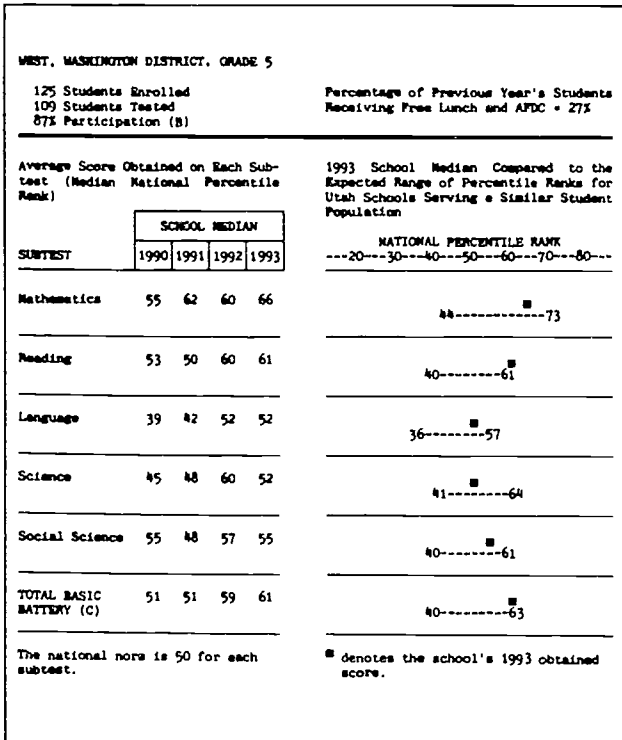 WEST, WASHINGTON DISTRICT, GRADE 5
125 Students Enrolled
109 Students Tested
87% Participation (B)
Percentage of Previous Year's Students
Receiving Free Lunch and AFDC = 27%
Average Score Obtained on Each Sub-
test (Median National Percentile
Rank)
SCHOOL MEDIAN
SUBTEST 1990 1991 1992 1993
Mathematics 55 62 60 66
Reading 53 50 60 61
Language 39 42 52 52
Science 45 48 60 52
Social Science 55 48 57 55
TOTAL BASIC
BATTERY (C) 51 51 59 61
The national norm is 50 for each
subtest.
1993 School Median Compared to the
Expected Range of Percentile Ranks for
Utah Schools Serving a Similar Student
Population
NATIONAL PERCENTILE RANK
---20---30---40---50---60---70---80---
44------------73
40--------61
36--------57
41--------64
40--------61
40--------63
■ denotes the school's 1993 obtained
score.